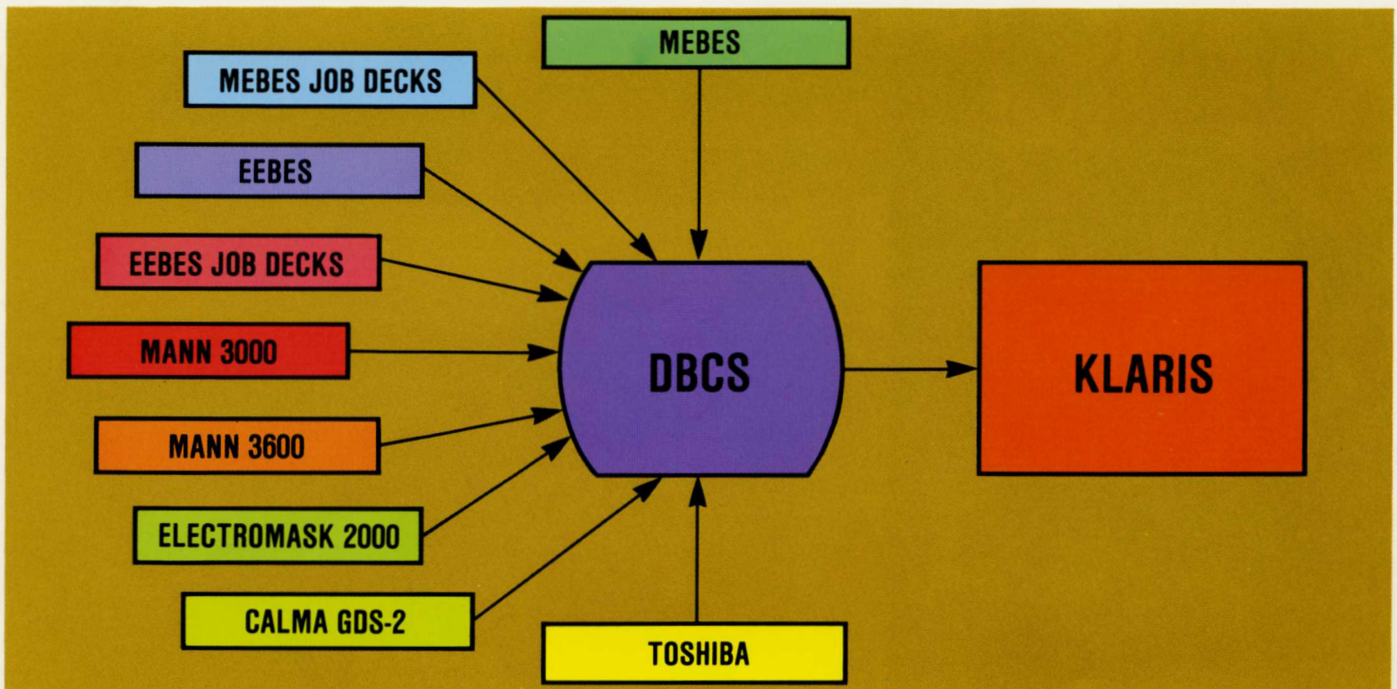 MEBES
MEBES JOB DECKS
EEBES
EEBES JOB DECKS
MANN 3000
MANN 3600
ELECTROMASK 2000
CALMA GDS-2
TOSHIBA
DBCS
KLARIS